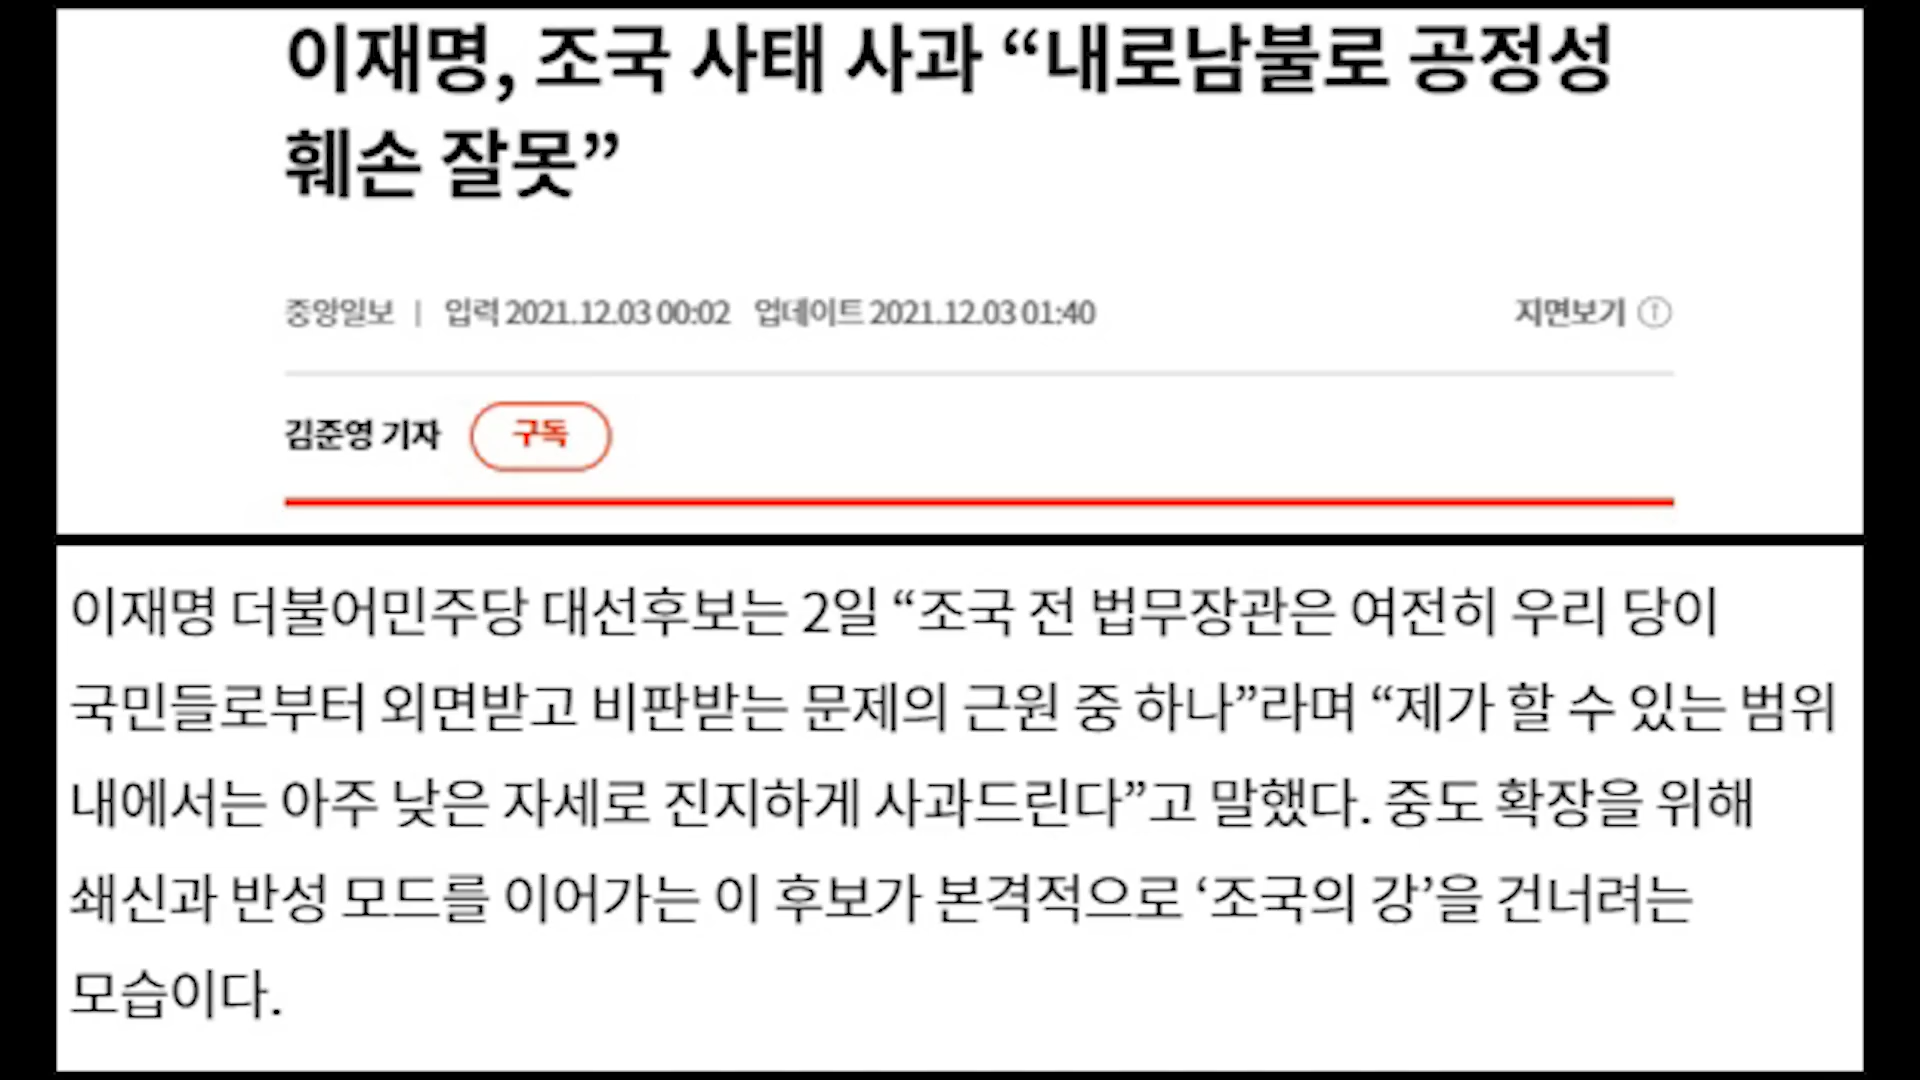 이재명, 조국 사태 사과 “내로남불로 공정성
훼손 잘못”
중앙일보 | 입력 2021.12.03 00:02 업데이트 2021.12.03 01:40 지면보기
김준영 기자 구독
이재명 더불어민주당 대선후보는 2일 “조국 전 법무장관은 여전히 우리 당이
국민들로부터 외면받고 비판받는 문제의 근원 중 하나”라며 “제가 할 수 있는 범위
내에서는 아주 낮은 자세로 진지하게 사과드린다”고 말했다. 중도 확장을 위해
쇄신과 반성 모드를 이어가는 이 후보가 본격적으로 ‘조국의 강’을 건너려는
모습이다.